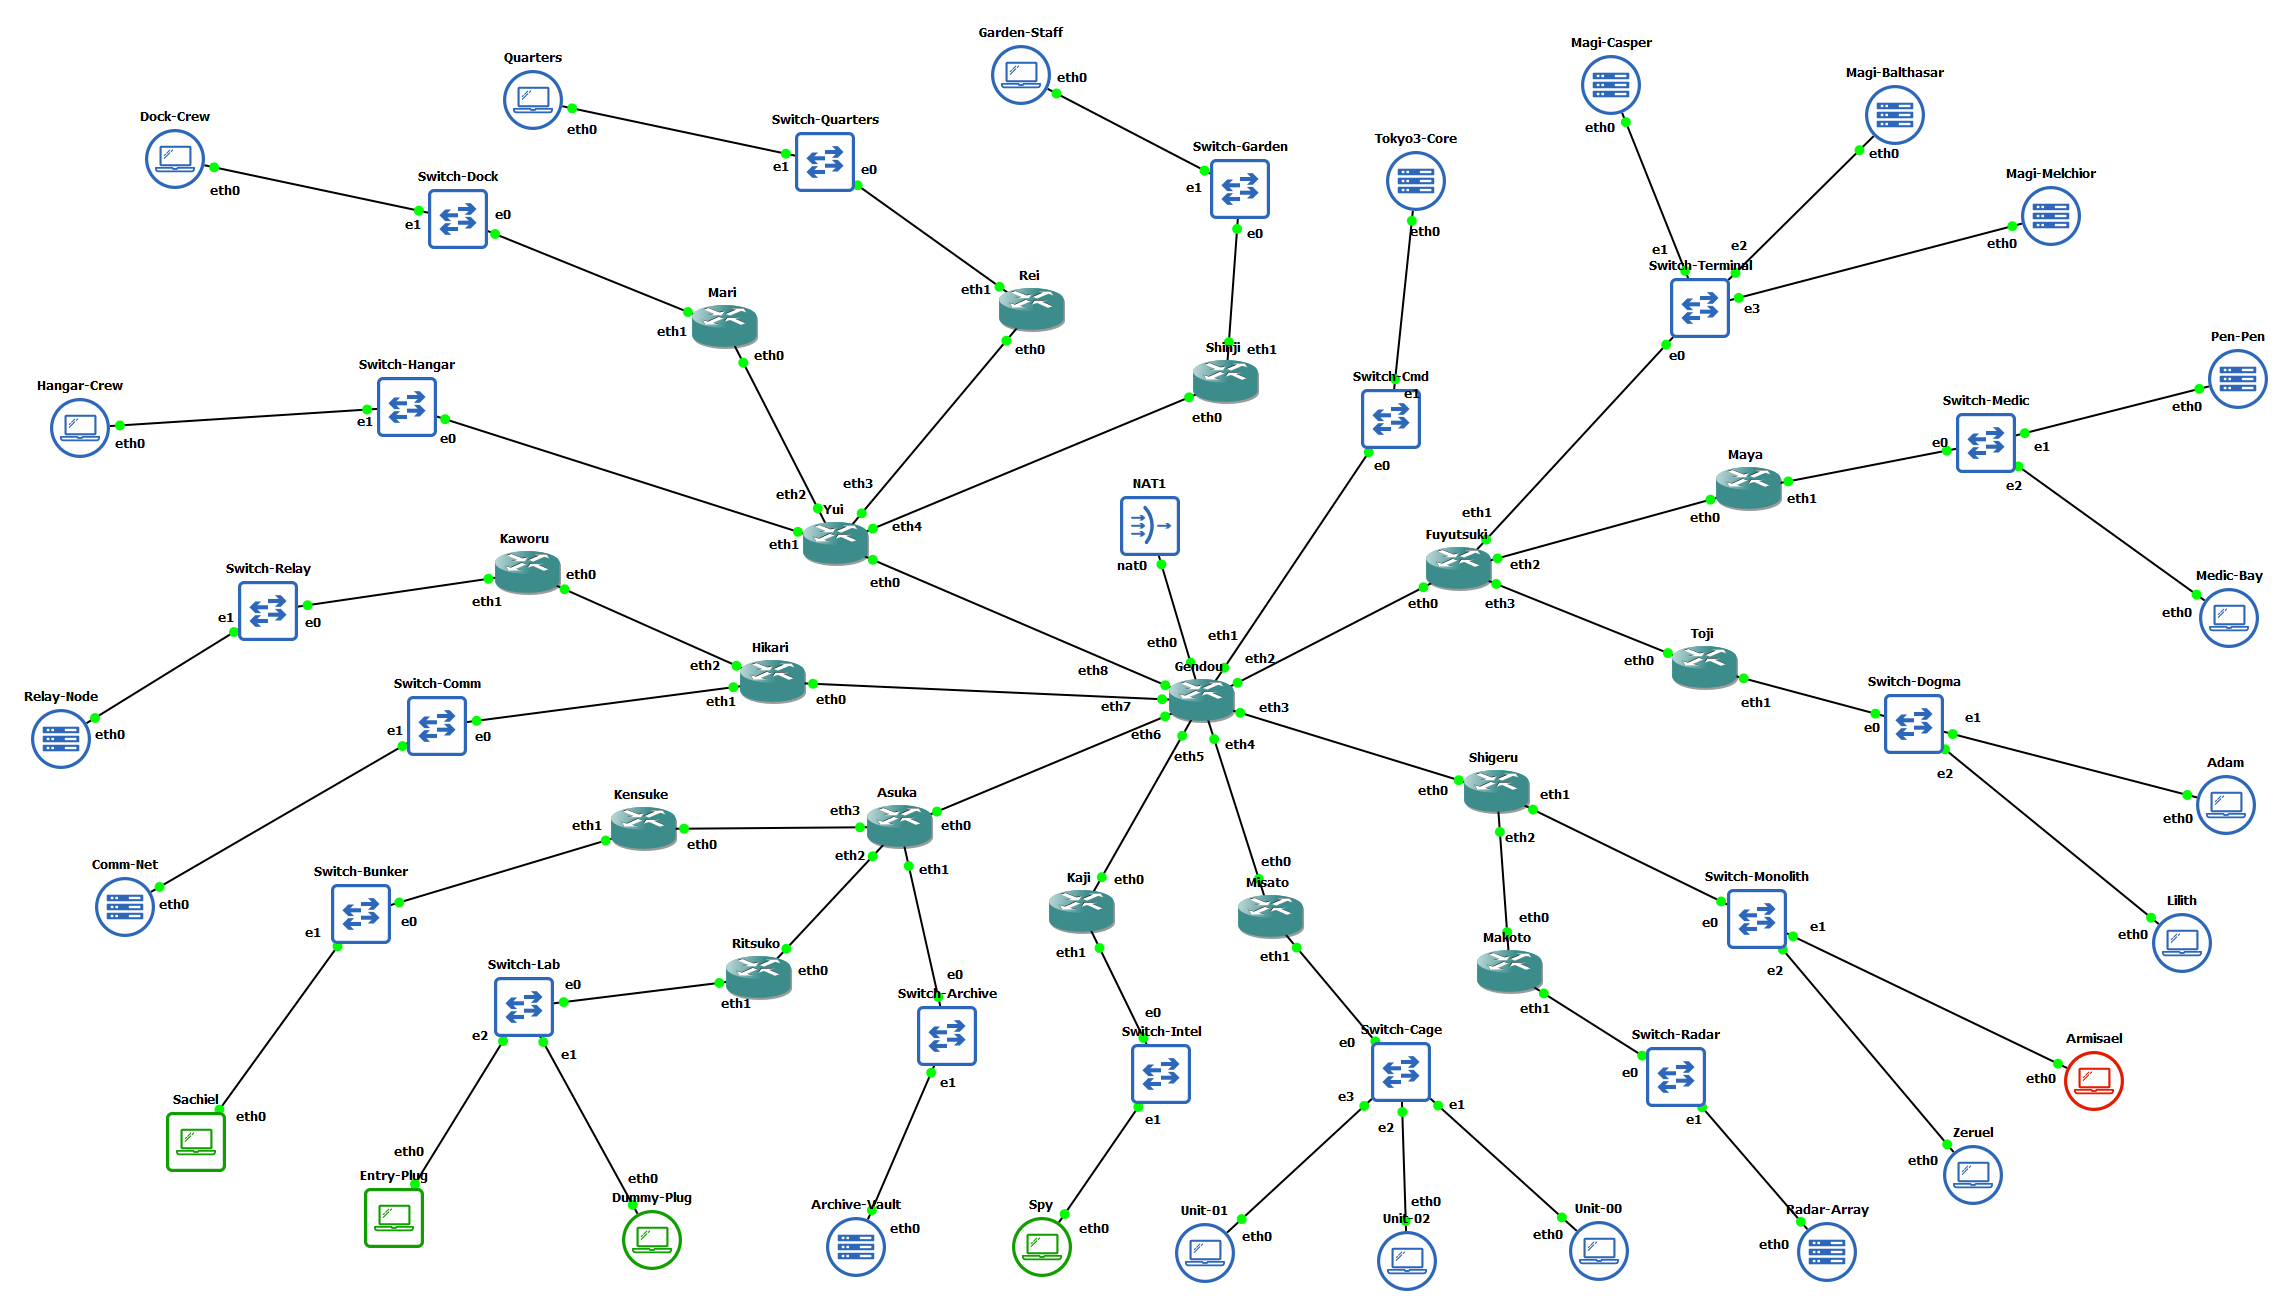 Garden-Staff
eth0
Magi-Casper
eth0
Quarters
eth0
Magi-Balthasar
eth0
Dock-Crew
eth0
Switch-Quarters
e1
e0
Switch-Garden
e1
e0
Tokyo3-Core
eth0
Magi-Melchior
eth0
Switch-Dock
e1
e0
Switch-Terminal
e1
e2
e3
e0
Mari
eth1
eth0
Rei
eth1
eth0
Shinji
eth1
eth0
Pen-Pen
eth0
Hangar-Crew
eth0
Switch-Hangar
e1
e0
Switch-Cmd
e1
e0
Switch-Medic
e0
e1
e2
Maya
eth0
eth1
NAT1
nat0
Yui
eth2
eth3
eth4
eth1
eth0
Fuyutsuki
eth1
eth2
eth0
eth3
Kaworu
eth0
eth1
Switch-Relay
e1
e0
Medic-Bay
eth0
Toji
eth0
eth1
Hikari
eth2
eth1
eth0
Gendou
eth0
eth1
eth2
eth8
eth7
eth3
eth6
eth5
eth4
Relay-Node
eth0
Switch-Comm
e1
e0
Switch-Dogma
e0
e1
e2
Adam
eth0
Shigeru
eth0
eth1
eth2
Kensuke
eth1
eth0
Asuka
eth3
eth0
eth2
eth1
Comm-Net
eth0
Switch-Bunker
e1
e0
Kaji
eth0
eth1
Misato
eth0
eth1
Switch-Monolith
e0
e1
e2
Lilith
eth0
Ritsuko
eth0
eth1
Makoto
eth0
eth1
Switch-Lab
e0
e2
e1
Switch-Archive
e0
e1
Switch-Intel
e0
e1
Switch-Cage
e0
e3
e2
e1
Switch-Radar
e0
e1
Armisael
eth0
Sachiel
eth0
Zeruel
eth0
Entry-Plug
eth0
Dummy-Plug
eth0
Archive-Vault
eth0
Spy
eth0
Unit-01
eth0
Unit-02
eth0
Unit-00
eth0
Radar-Array
eth0